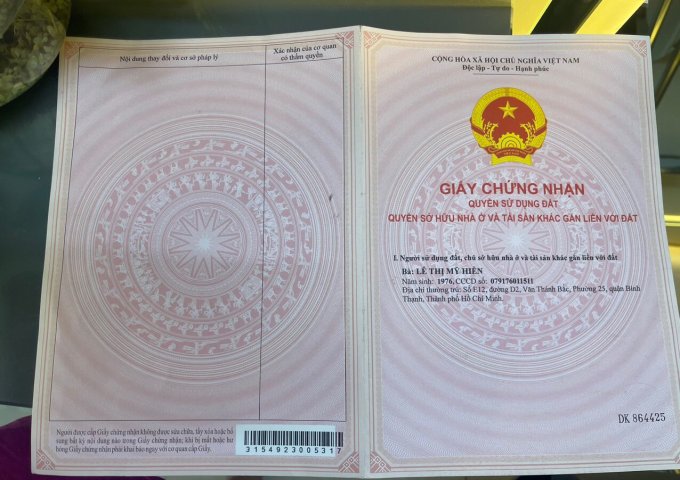 Nội dung thay đổi và cơ sở pháp lý
Xác nhận của cơ quan
có thẩm quyền
Người được cấp Giấy chứng nhận không được sửa chữa, tẩy xóa hoặc bổ
sung bất kỳ nội dung nào trong Giấy chứng nhận; khi bị mất hoặc hư
hỏng Giấy chứng nhận phải khai báo ngay với cơ quan cấp Giấy.
3154923005317
CỘNG HÒA XÃ HỘI CHỦ NGHĨA VIỆT NAM
Độc lập - Tự do - Hạnh phúc
GIẤY CHỨNG NHẬN
QUYỀN SỬ DỤNG ĐẤT
QUYỀN SỞ HỮU NHÀ Ở VÀ TÀI SẢN KHÁC GẮN LIỀN VỚI ĐẤT
I. Người sử dụng đất, chủ sở hữu nhà ở và tài sản khác gắn liền với đất
Bà: LÊ THỊ MỸ HIỀN
Năm sinh: 1976, CCCD số: 079176011511
Địa chỉ thường trú: Số E12, đường D2, Văn Thánh Bắc, Phường 25, quận Bình
Thạnh, Thành phố Hồ Chí Minh.
DK 864425